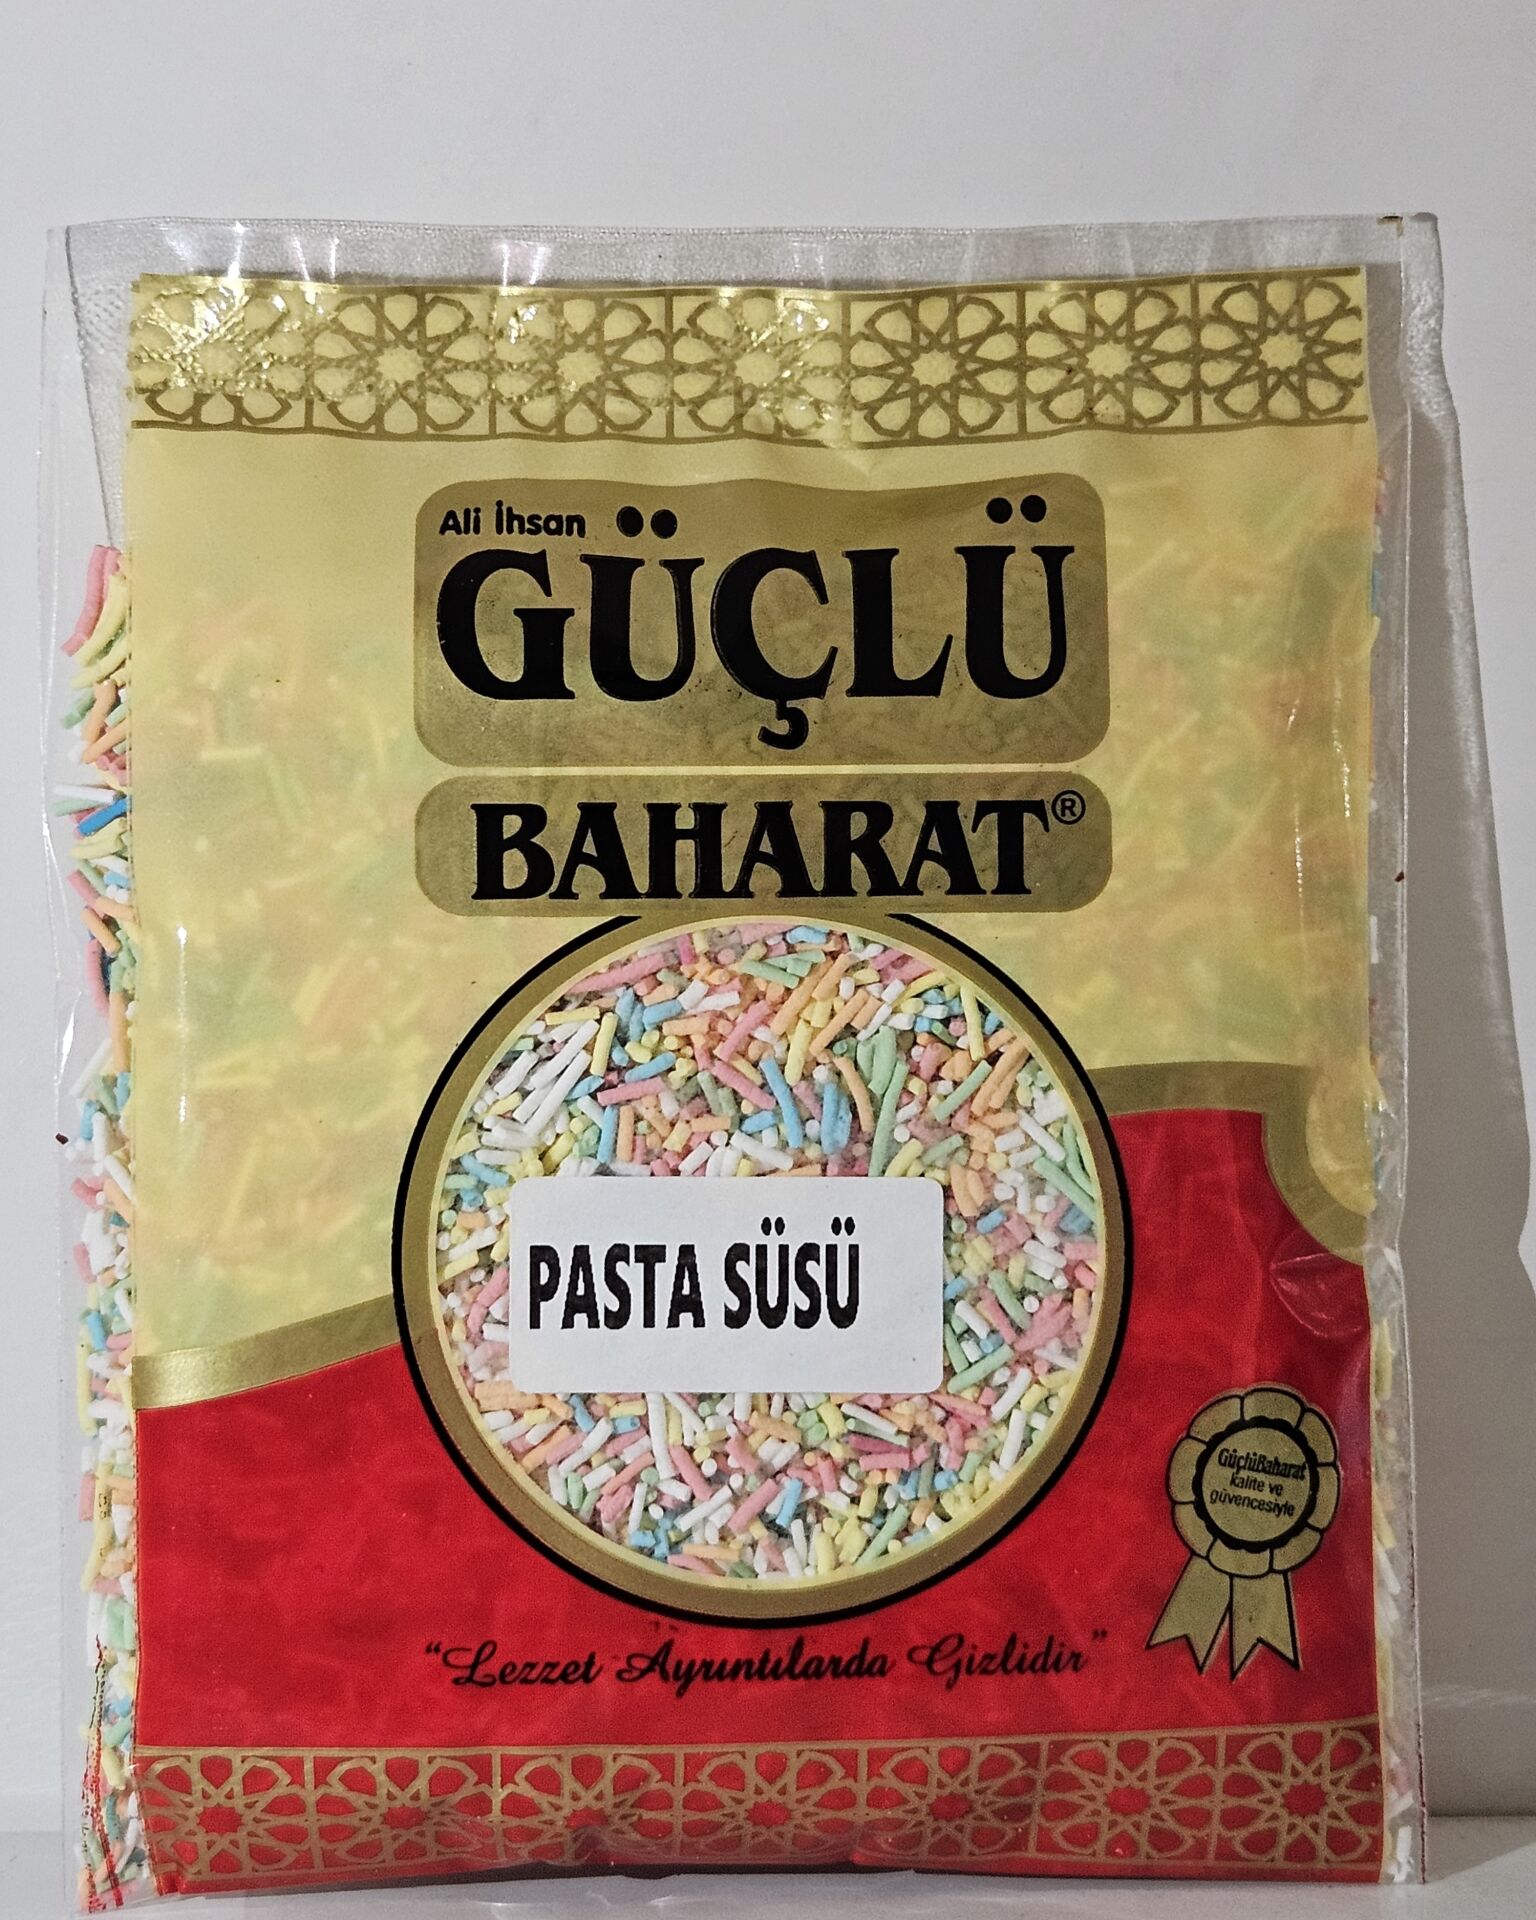 Ali İhsan
GÜÇLÜ
BAHARAT®
PASTA SÜSÜ
GüçlüBaharat
kalite ve
güvencesiyle
"Lezzet Ayrıntılarda Gizlidir"